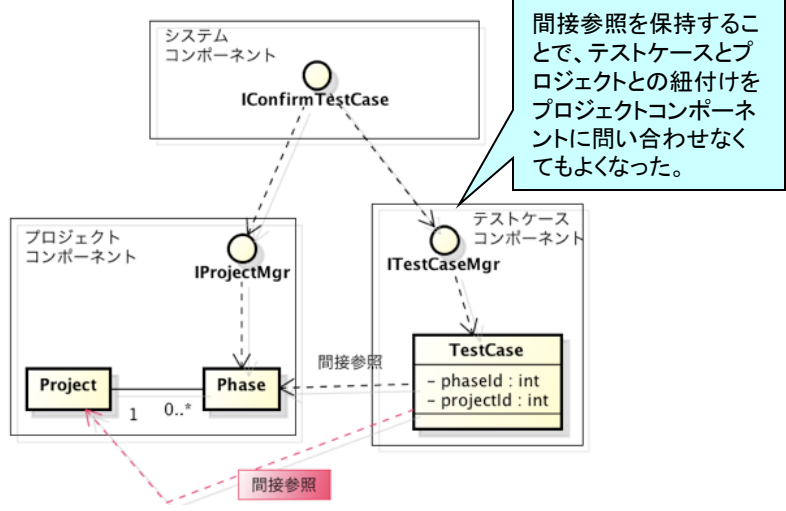 システム
コンポーネント
IConfirmTestCase
間接参照を保持するこ
とで、テストケースとプ
ロジェクトとの紐付けを
プロジェクトコンポーネ
ントに問い合わせなく
てもよくなった。
プロジェクト
コンポーネント
IProjectMgr
テストケース
コンポーネント
ITestCaseMgr
間接参照
TestCase
- phaseId : int
- projectId : int
Project
1
0..*
Phase
間接参照